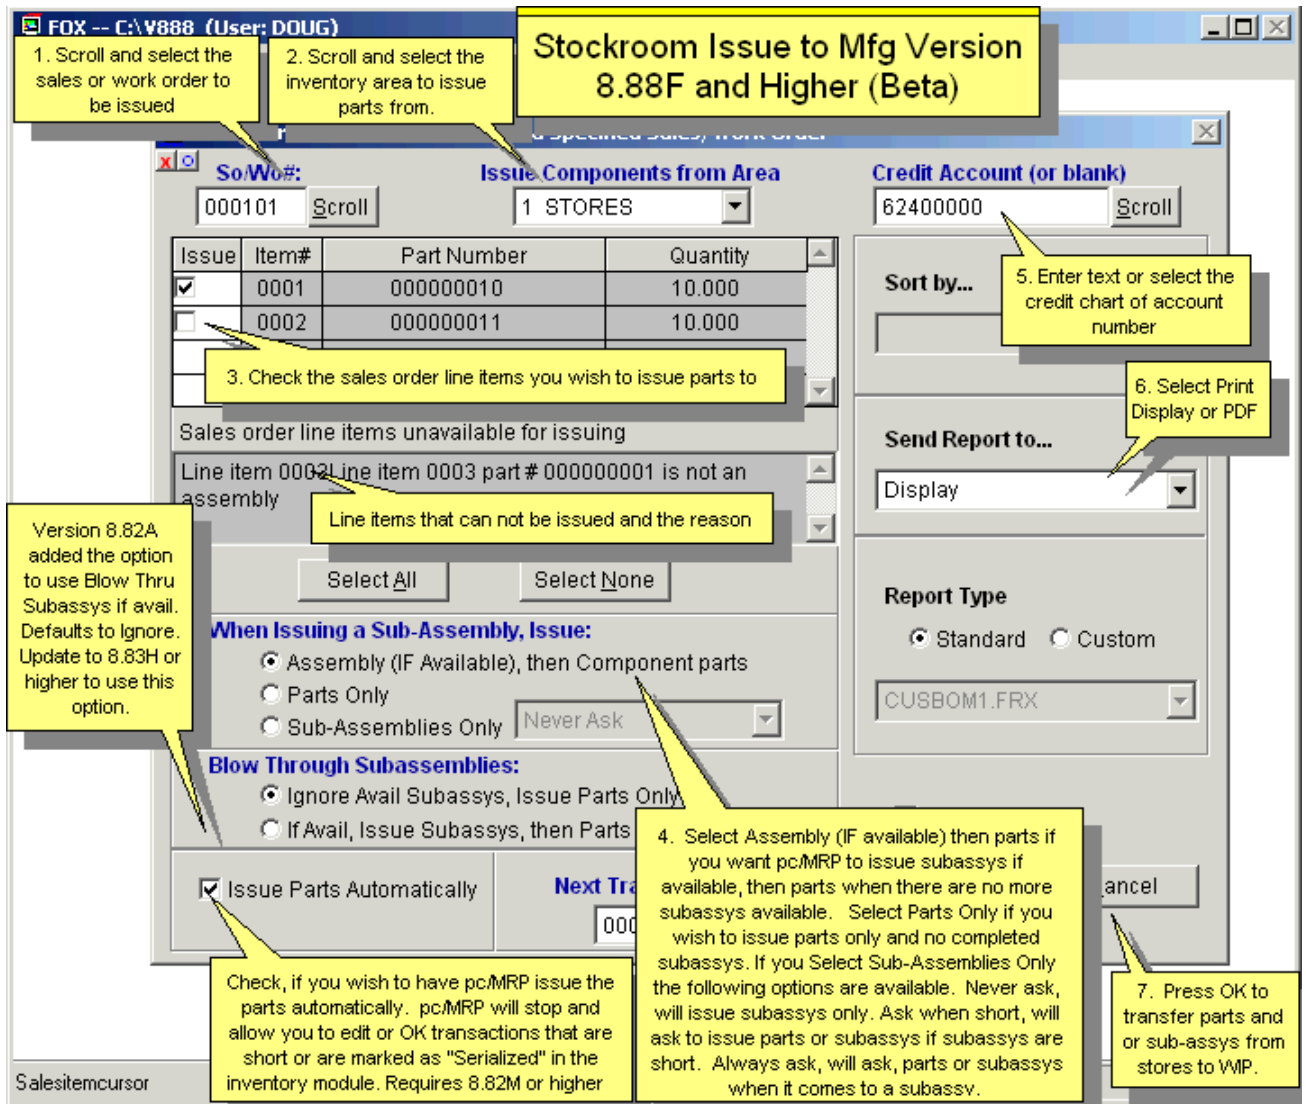 FOX -- C:\V888 (User: DOUG)
Stockroom Issue to Mfg Version
8.88F and Higher (Beta)
1. Scroll and select the
sales or work order to
be issued
2. Scroll and select the
inventory area to issue
parts from.
So/Wo#:
Issue Components from Area
Credit Account (or blank)
000101
Scroll
1 STORES
62400000
Scroll
Issue
Item#
Part Number
Quantity
0001
000000010
10.000
0002
000000011
10.000
3. Check the sales order line items you wish to issue parts to
Sort by...
5. Enter text or select the
credit chart of account
number
6. Select Print
Display or PDF
Sales order line items unavailable for issuing
Line item 0002Line item 0003 part # 000000001 is not an
assembly
Line items that can not be issued and the reason
Send Report to...
Display
Select All
Select None
Version 8.82A
added the option
to use Blow Thru
Subassys if avail.
Defaults to Ignore.
Update to 8.83H or
higher to use this
option.
Report Type
Standard
Custom
CUSBOM1.FRX
When Issuing a Sub-Assembly, Issue:
Assembly (IF Available), then Component parts
Parts Only
Sub-Assemblies Only
Never Ask
Blow Through Subassemblies:
Ignore Avail Subassys, Issue Parts Only
If Avail, Issue Subassys, then Parts
4. Select Assembly (IF available) then parts if
you want pc/MRP to issue subassys if
available, then parts when there are no more
subassys available. Select Parts Only if you
wish to issue parts only and no completed
subassys. If you Select Sub-Assemblies Only
the following options are available. Never ask,
will issue subassys only. Ask when short, will
ask to issue parts or subassys if subassys are
short. Always ask, will ask, parts or subassys
when it comes to a subassy.
Issue Parts Automatically
Next Tra
000
ancel
Check, if you wish to have pc/MRP issue the
parts automatically. pc/MRP will stop and
allow you to edit or OK transactions that are
short or are marked as "Serialized" in the
inventory module. Requires 8.82M or higher
7. Press OK to
transfer parts and
or sub-assys from
stores to WIP.
Salesitemcursor